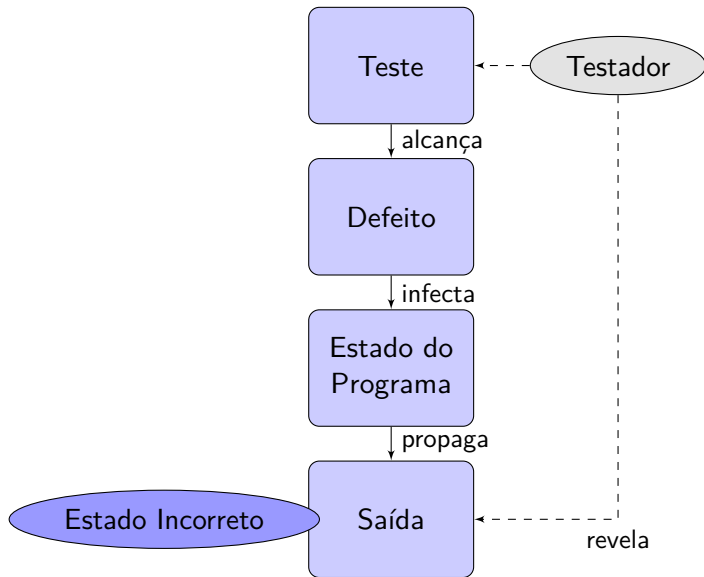 Teste
Testador
alcança
Defeito
infecta
Estado do
Programa
propaga
Estado Incorreto
Saída
revela